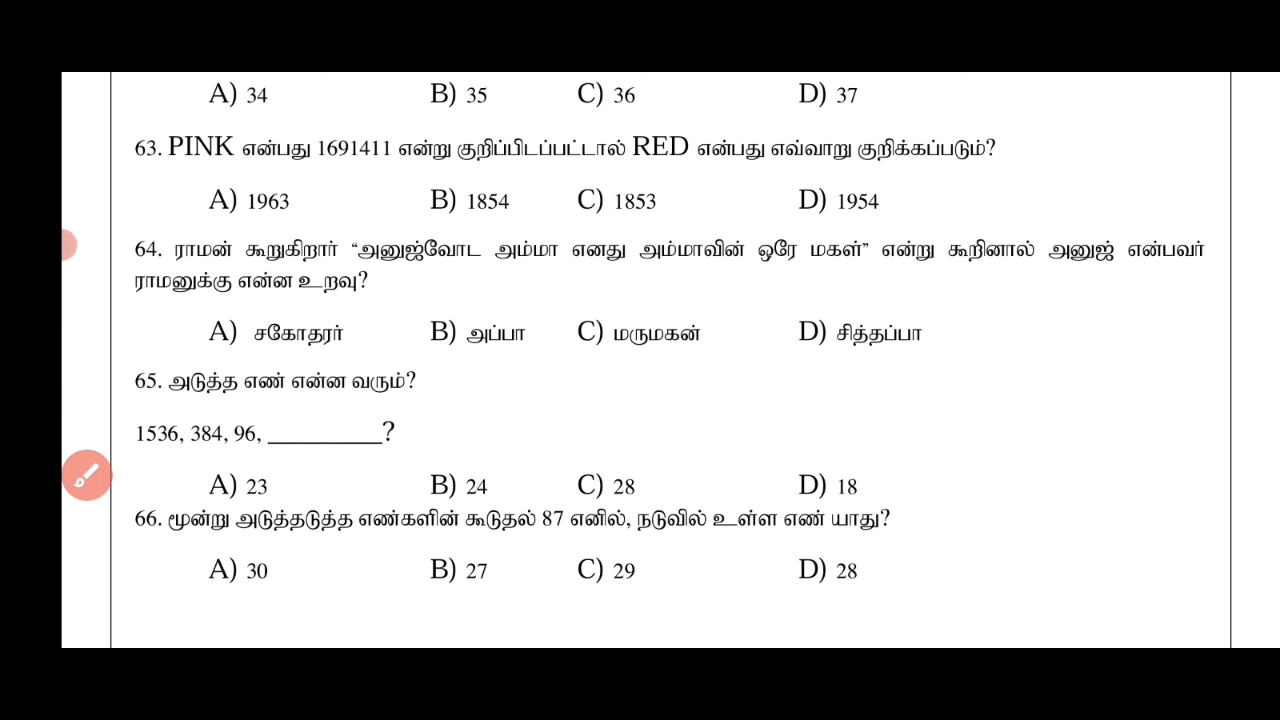 A) 34 B) 35 C) 36 D) 37
63. PINK என்பது 1691411 என்று குறிப்பிடப்பட்டால் RED என்பது எவ்வாறு குறிக்கப்படும்?
A) 1963 B) 1854 C) 1853 D) 1954
64. ராமன் கூறுகிறார் “அனுஜ்வோட அம்மா எனது அம்மாவின் ஒரே மகள்” என்று கூறினால் அனுஜ் என்பவர்
ராமனுக்கு என்ன உறவு?
A) சகோதரர் B) அப்பா C) மருமகன் D) சித்தப்பா
65. அடுத்த எண் என்ன வரும்?
1536, 384, 96, __________?
A) 23 B) 24 C) 28 D) 18
66. மூன்று அடுத்தடுத்த எண்களின் கூடுதல் 87 எனில், நடுவில் உள்ள எண் யாது?
A) 30 B) 27 C) 29 D) 28